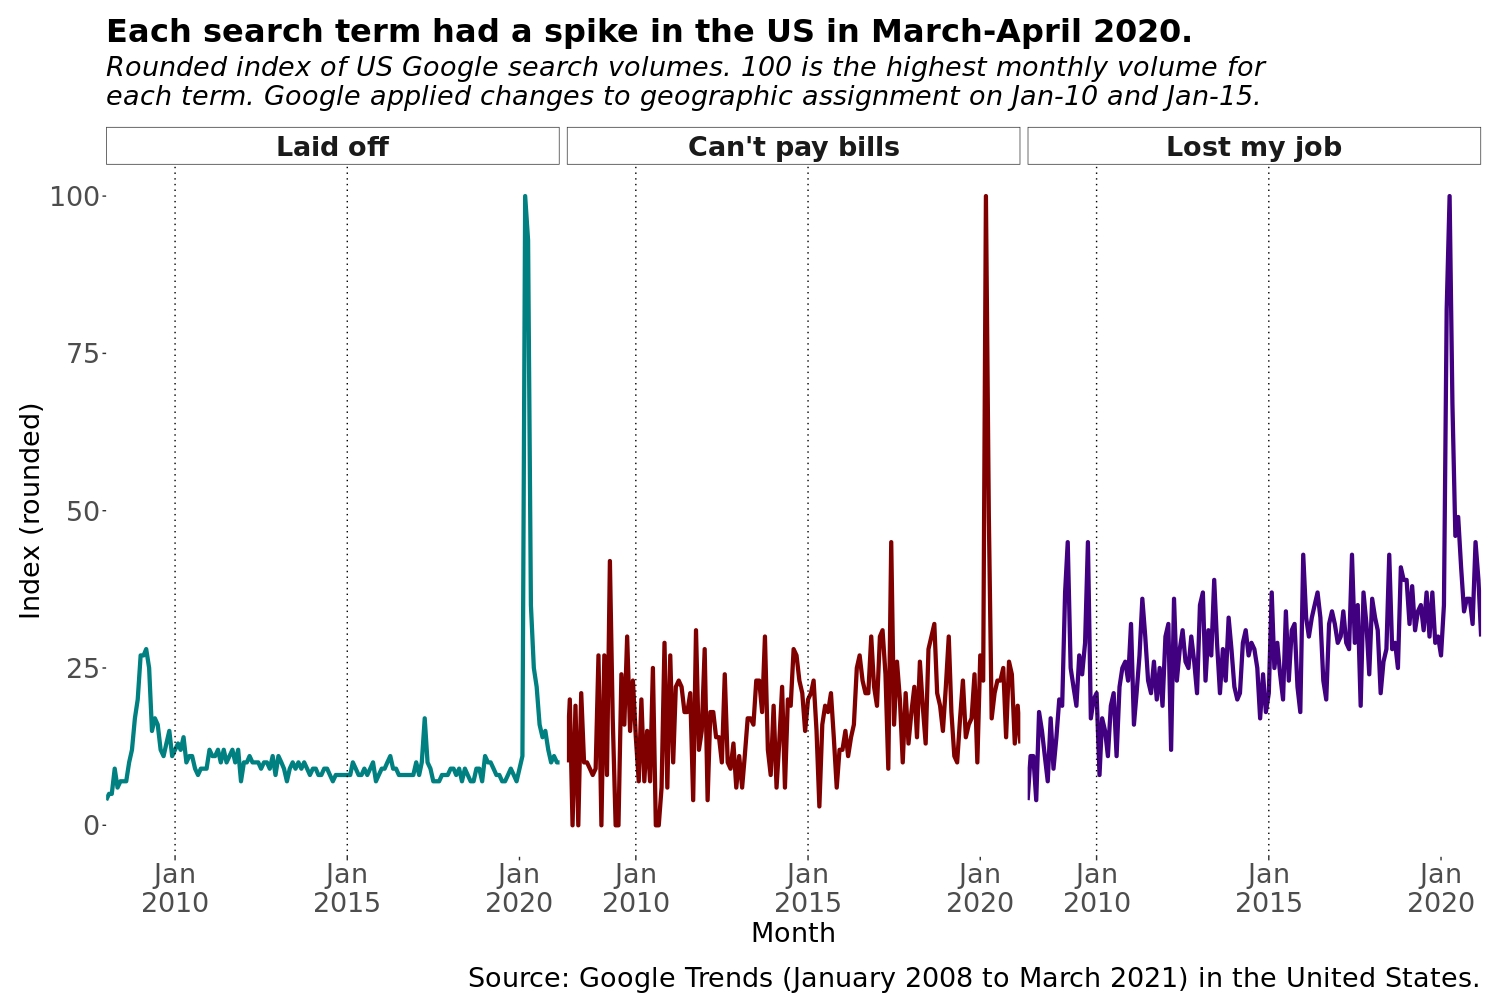 Each search term had a spike in the US in March-April 2020.
Rounded index of US Google search volumes. 100 is the highest monthly volume for
each term. Google applied changes to geographic assignment on Jan-10 and Jan-15.
Laid off
Can't pay bills
Lost my job
100
75
50
25
0
Index (rounded)
Jan
2010
Jan
2015
Jan
2020
Jan
2010
Jan
2015
Jan
2020
Jan
2010
Jan
2015
Jan
2020
Month
Source: Google Trends (January 2008 to March 2021) in the United States.